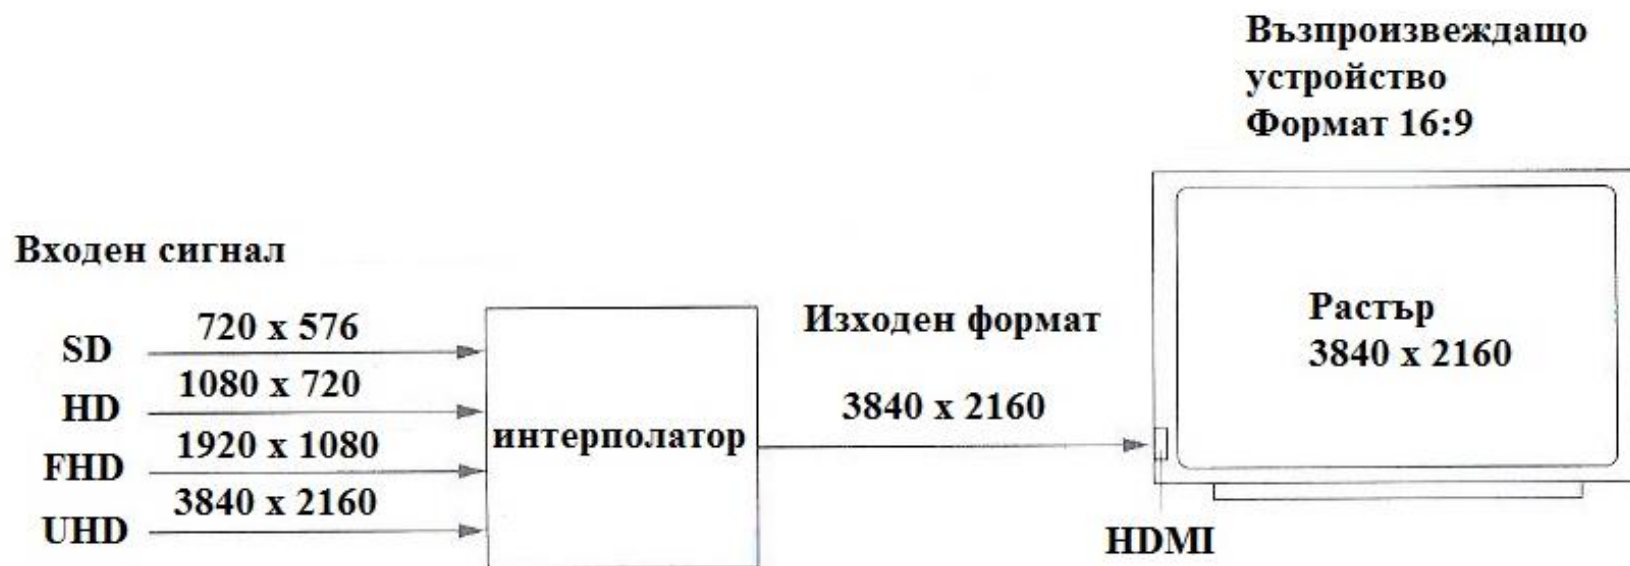 Възпроизвеждащо
устройство
Формат 16:9
Входен сигнал
SD
720 x 576
HD
1080 x 720
FHD
1920 x 1080
UHD
3840 x 2160
интерполатор
Изходен формат
3840 x 2160
Растър
3840 x 2160
HDMI